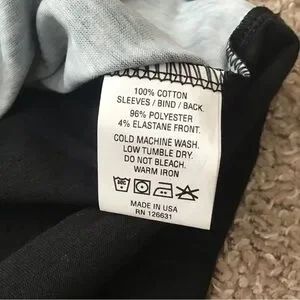 100% COTTON
SLEEVES / BIND / BACK.
96% POLYESTER
4% ELASTANE FRONT.
COLD MACHINE WASH.
LOW TUMBLE DRY.
DO NOT BLEACH.
WARM IRON
MADE IN USA
RN 126631